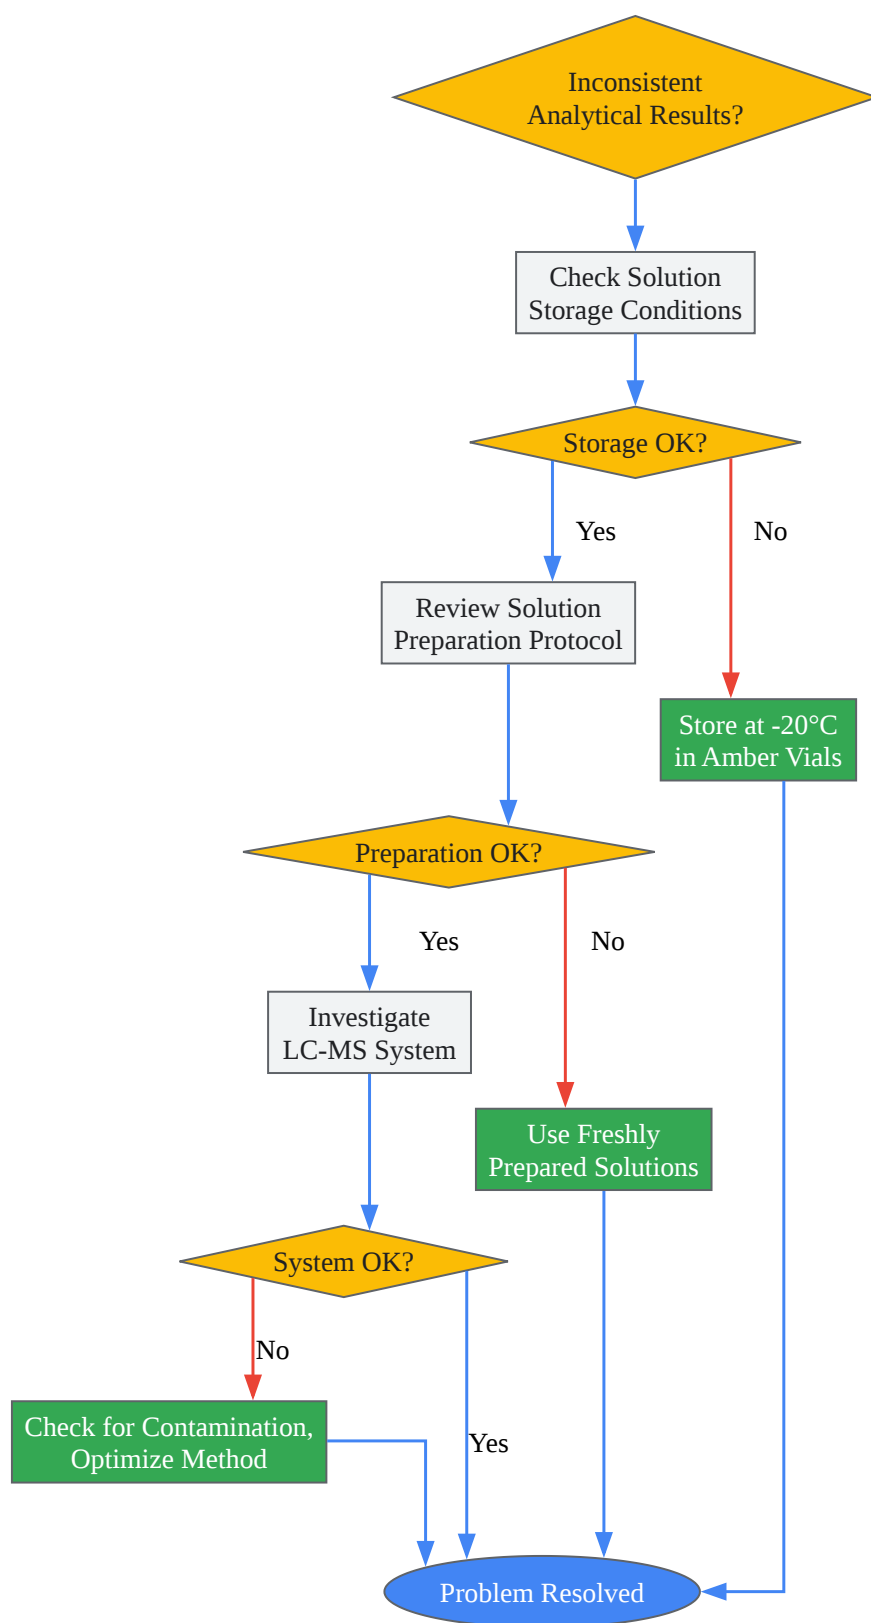 Inconsistent
Analytical Results?
Check Solution
Storage Conditions
Storage OK?
Yes
No
Review Solution
Preparation Protocol
Store at -20°C
in Amber Vials
Preparation OK?
Yes
No
Investigate
LC-MS System
Use Freshly
Prepared Solutions
System OK?
No
Yes
Check for Contamination,
Optimize Method
Problem Resolved